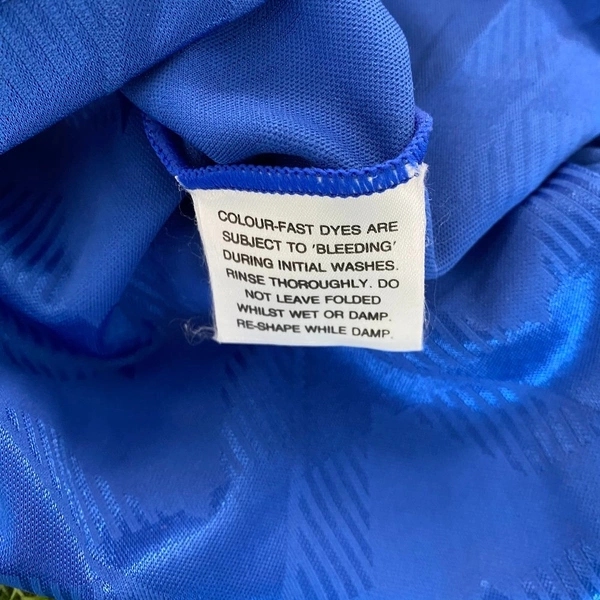 COLOUR-FAST DYES ARE
SUBJECT TO 'BLEEDING'
DURING INITIAL WASHES.
RINSE THOROUGHLY. DO
NOT LEAVE FOLDED
WHILST WET OR DAMP.
RE-SHAPE WHILE DAMP.